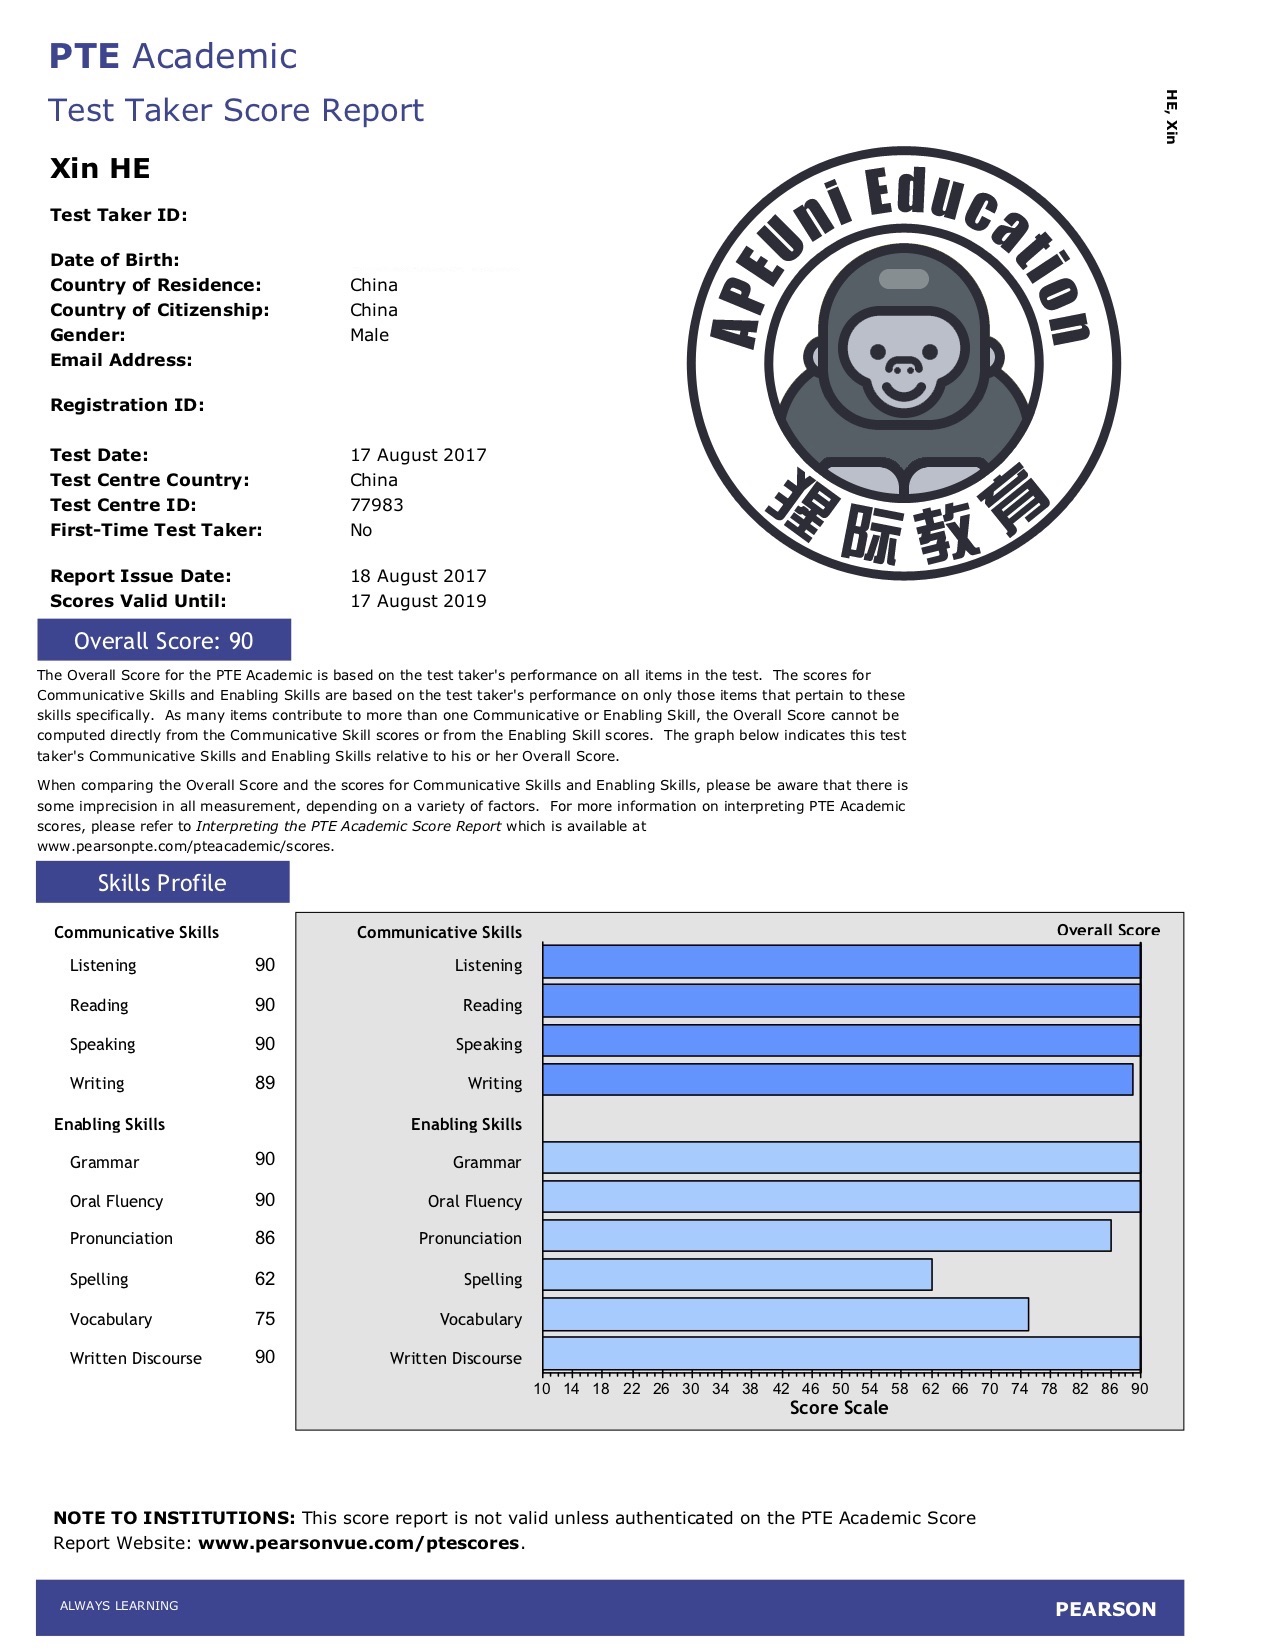 PTE Academic
Test Taker Score Report
HE, Xin
Xin HE
APEUni Education
猩际教育
Test Taker ID:
Date of Birth:
Country of Residence: China
Country of Citizenship: China
Gender: Male
Email Address:
Registration ID:
Test Date: 17 August 2017
Test Centre Country: China
Test Centre ID: 77983
First-Time Test Taker: No
Report Issue Date: 18 August 2017
Scores Valid Until: 17 August 2019
Overall Score: 90
The Overall Score for the PTE Academic is based on the test taker's performance on all items in the test. The scores for
Communicative Skills and Enabling Skills are based on the test taker's performance on only those items that pertain to these
skills specifically. As many items contribute to more than one Communicative or Enabling Skill, the Overall Score cannot be
computed directly from the Communicative Skill scores or from the Enabling Skill scores. The graph below indicates this test
taker's Communicative Skills and Enabling Skills relative to his or her Overall Score.
When comparing the Overall Score and the scores for Communicative Skills and Enabling Skills, please be aware that there is
some imprecision in all measurement, depending on a variety of factors. For more information on interpreting PTE Academic
scores, please refer to Interpreting the PTE Academic Score Report which is available at
www.pearsonpte.com/pteacademic/scores.
Skills Profile
Communicative Skills
Listening 90
Reading 90
Speaking 90
Writing 89
Enabling Skills
Grammar 90
Oral Fluency 90
Pronunciation 86
Spelling 62
Vocabulary 75
Written Discourse 90
Communicative Skills
Overall Score
Listening
Reading
Speaking
Writing
Enabling Skills
Grammar
Oral Fluency
Pronunciation
Spelling
Vocabulary
Written Discourse
10 14 18 22 26 30 34 38 42 46 50 54 58 62 66 70 74 78 82 86 90
Score Scale
NOTE TO INSTITUTIONS: This score report is not valid unless authenticated on the PTE Academic Score
Report Website: www.pearsonvue.com/ptescores.
ALWAYS LEARNING
PEARSON